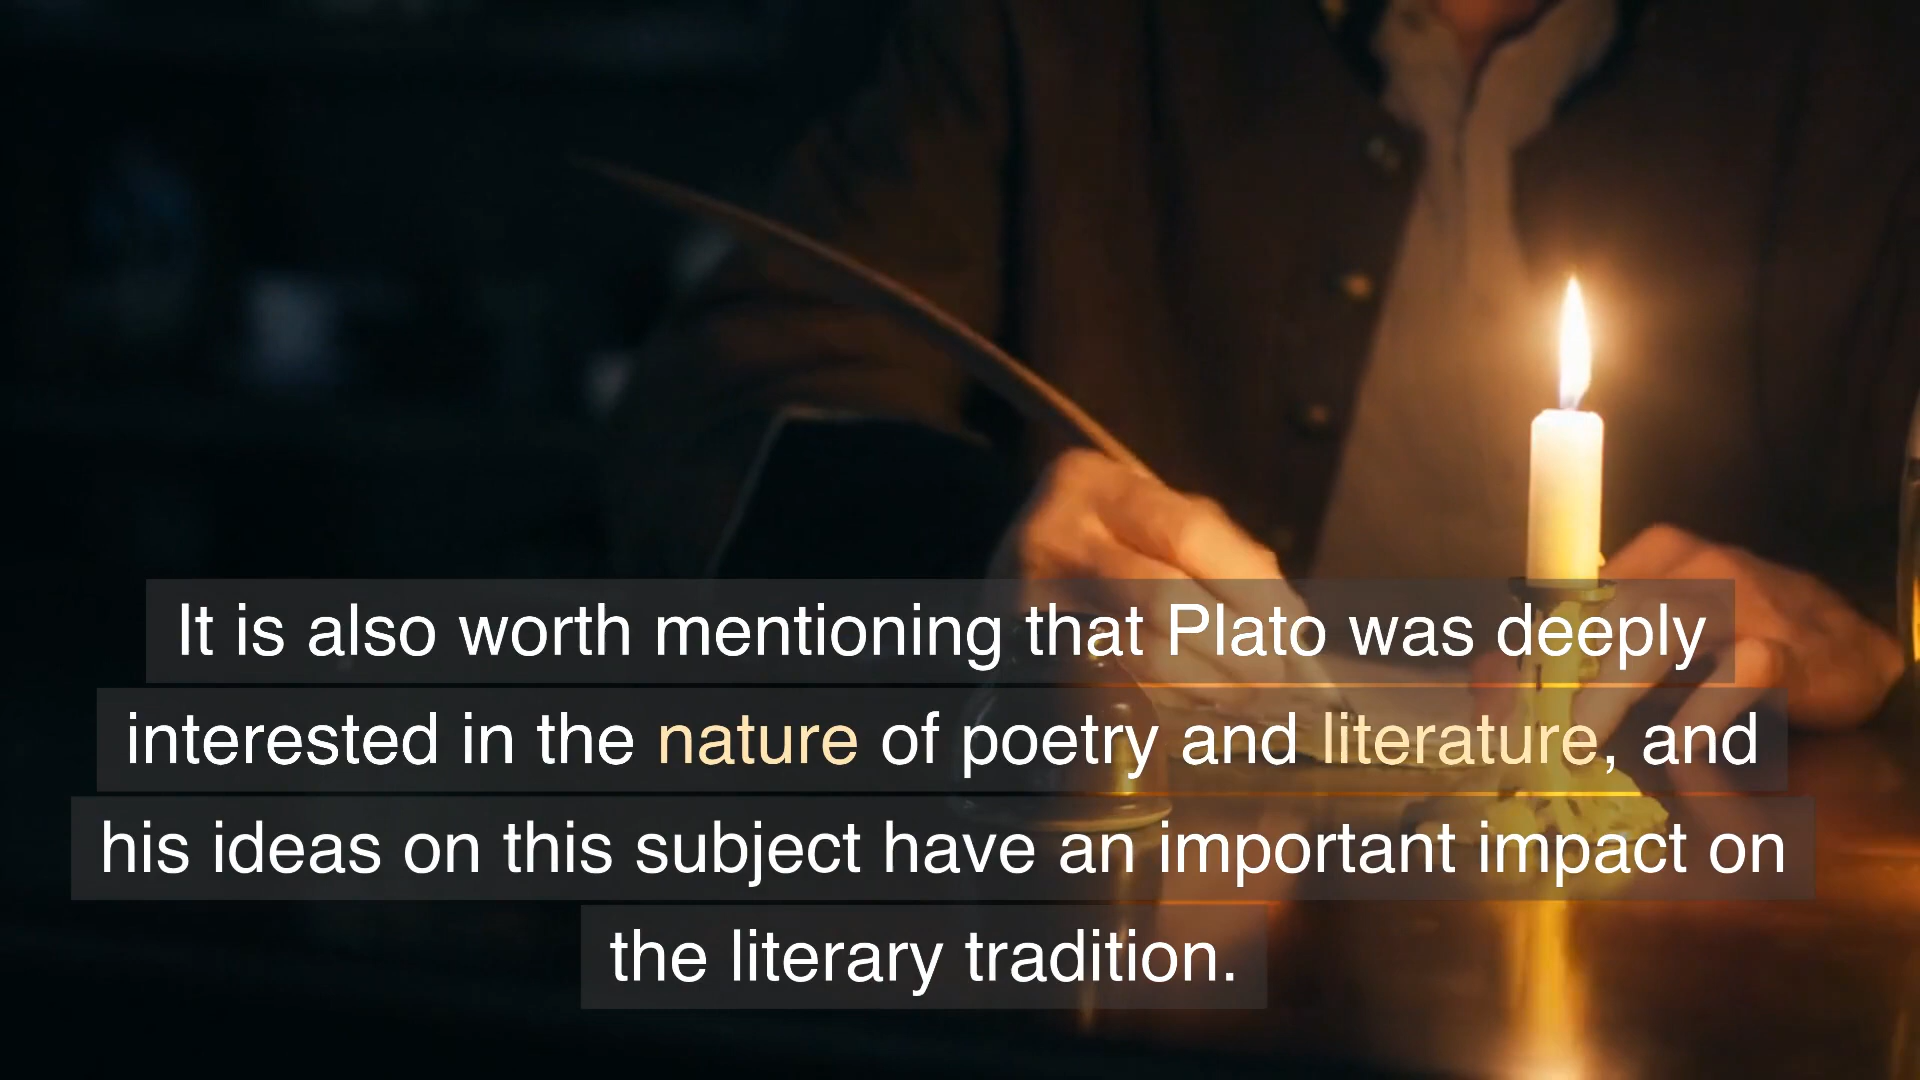 It is also worth mentioning that Plato was deeply
interested in the nature of poetry and literature, and
his ideas on this subject have an important impact on
the literary tradition.